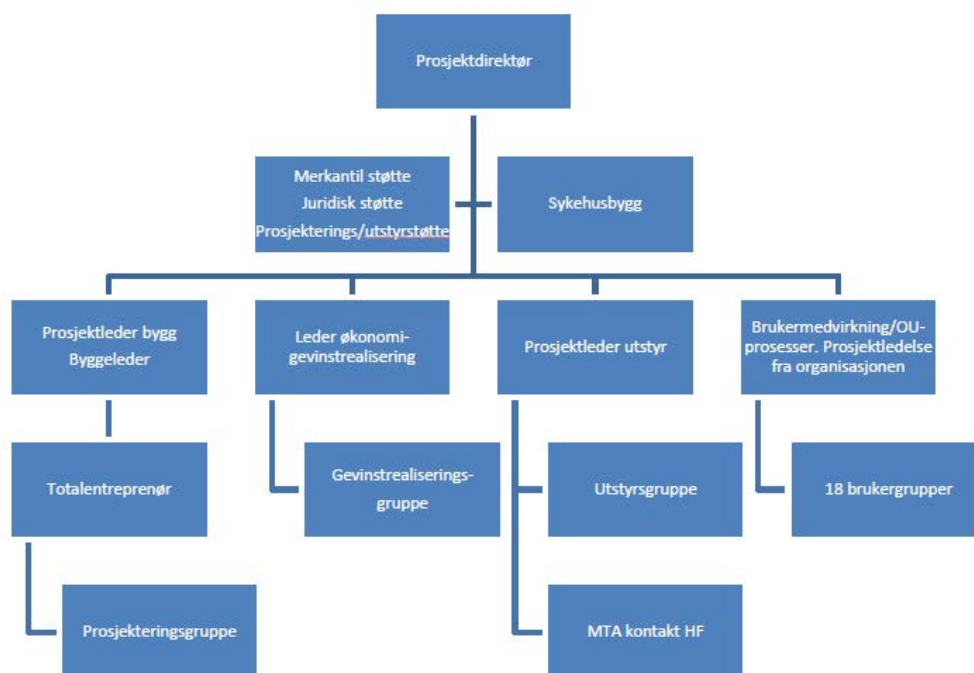 Prosjektdirektør
Merkantil støtte
Juridisk støtte
Prosjekterings/utstyrstøtte
Sykehusbygg
Prosjektleder bygg
Byggeleder
Leder økonomi-
gevinstrealisering
Prosjektleder utstyr
Brukermedvirkning/OU-
prosesser. Prosjektledelse
fra organisasjonen
Totalentreprenør
Gevinstrealiserings-
gruppe
Utstyrsgruppe
18 brukergrupper
Prosjekteringsgruppe
MTA kontakt HF